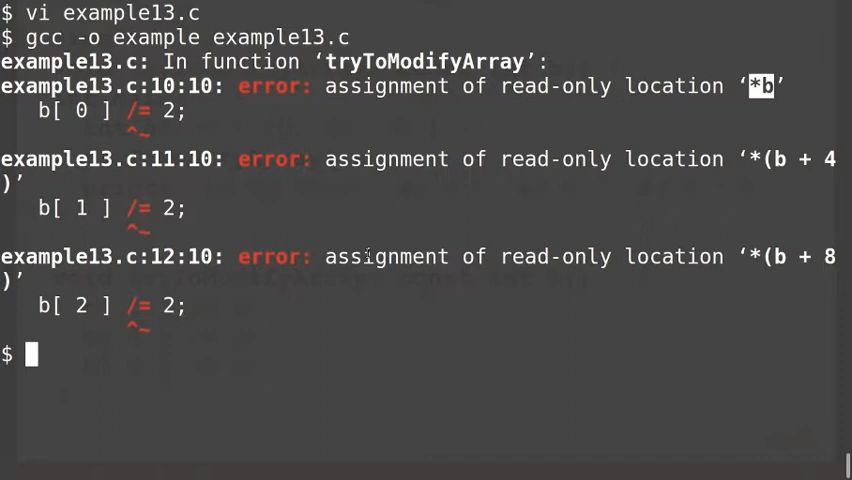 $ vi example13.c
$ gcc -o example example13.c
example13.c: In function ‘tryToModifyArray’:
example13.c:10:10: error: assignment of read-only location ‘*b’
b[ 0 ] /= 2;
^~
example13.c:11:10: error: assignment of read-only location ‘*(b + 4
)’
b[ 1 ] /= 2;
^~
example13.c:12:10: error: assignment of read-only location ‘*(b + 8
)’
b[ 2 ] /= 2;
^~
$